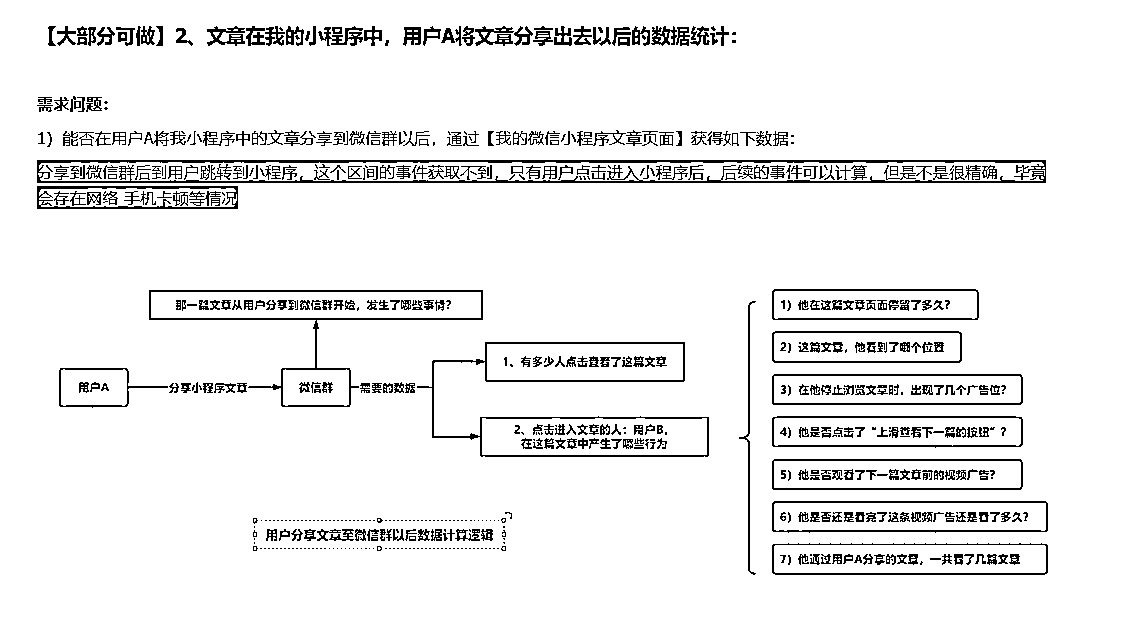 【大部分可做】2、文章在我的小程序中，用户A将文章分享出去以后的数据统计：
需求问题：
1）能否在用户A将我小程序中的文章分享到微信群以后，通过【我的微信小程序文章页面】获得如下数据：
分享到微信群后到用户跳转到小程序，这个区间的事件获取不到，只有用户点击进入小程序后，后续的事件可以计算，但是不是很精确，毕竟
会存在网络 手机卡顿等情况
那一篇文章从用户分享到微信群开始，发生了哪些事情？
用户A
分享小程序文章
微信群
需要的数据
1、有多少人点击查看了这篇文章
2、点击进入文章的人：用户B，
在这篇文章中产生了哪些行为
用户分享文章至微信群以后数据计算逻辑
1）他在这篇文章页面停留了多久？
2）这篇文章，他看到了哪个位置
3）在他停止浏览文章时，出现了几个广告位？
4）他是否点击了“上滑查看下一篇的按钮”？
5）他是否观看了下一篇文章前的视频广告？
6）他是否还是看完了这条视频广告还是看了多久？
7）他通过用户A分享的文章，一共看了几篇文章